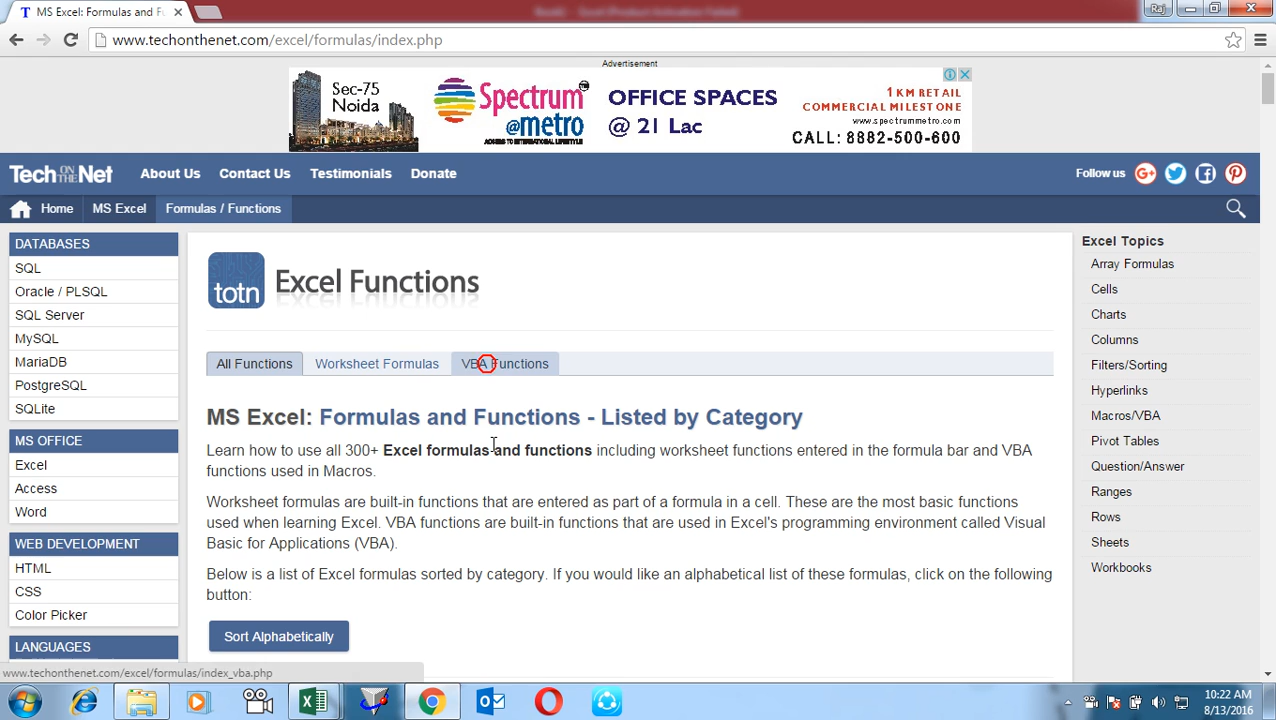 MS Excel: Formulas and F
Raj
www.techonthenet.com/excel/formulas/index.php
Advertisement
Sec-75
Noida
Spectrum
@metro
OFFICE SPACES
@ 21 Lac
1 KM RETAIL
COMMERCIAL MILESTONE
www.spectrummetro.com
CALL: 8882-500-600
Tech ON THE Net
About Us
Contact Us
Testimonials
Donate
Follow us
Home
MS Excel
Formulas / Functions
DATABASES
SQL
Oracle / PLSQL
SQL Server
MySQL
MariaDB
PostgreSQL
SQLite
MS OFFICE
Excel
Access
Word
WEB DEVELOPMENT
HTML
CSS
Color Picker
LANGUAGES
totn
Excel Functions
All Functions
Worksheet Formulas
VBA Functions
MS Excel: Formulas and Functions - Listed by Category
Learn how to use all 300+ Excel formulas and functions including worksheet functions entered in the formula bar and VBA
functions used in Macros.
Worksheet formulas are built-in functions that are entered as part of a formula in a cell. These are the most basic functions
used when learning Excel. VBA functions are built-in functions that are used in Excel's programming environment called Visual
Basic for Applications (VBA).
Below is a list of Excel formulas sorted by category. If you would like an alphabetical list of these formulas, click on the following
button:
Sort Alphabetically
Excel Topics
Array Formulas
Cells
Charts
Columns
Filters/Sorting
Hyperlinks
Macros/VBA
Pivot Tables
Question/Answer
Ranges
Rows
Sheets
Workbooks
www.techonthenet.com/excel/formulas/index_vba.php
10:22 AM
8/13/2016